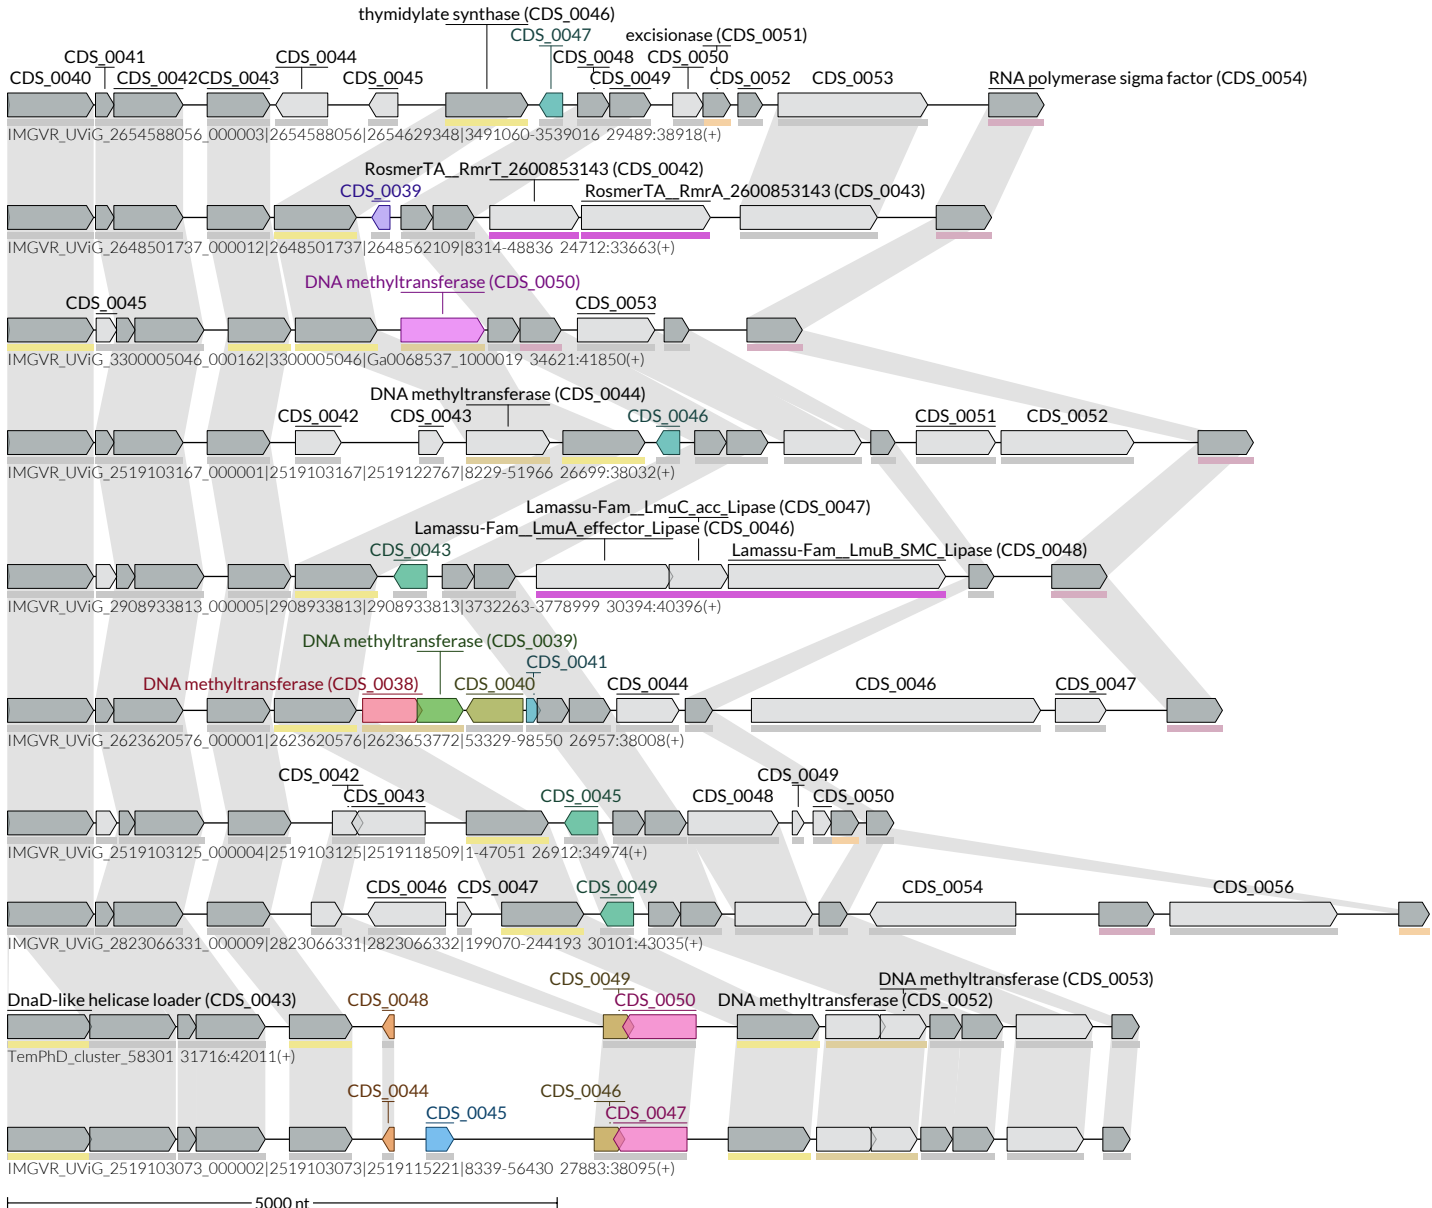 thymidylate synthase (CDS_0046)
CDS_0047 excisionase (CDS_0051)
CDS_0041 CDS_0044 CDS_0048 CDS_0050
CDS_0040 CDS_0042 CDS_0043 CDS_0045 CDS_0049 CDS_0052 CDS_0053 RNA polymerase sigma factor (CDS_0054)
IMGVR_UViG_2654588056_000003|2654588056|2654629348|3491060-3539016 29489:38918(+)
RosmerTA__RmrT_2600853143 (CDS_0042)
CDS_0039 RosmerTA__RmrA_2600853143 (CDS_0043)
IMGVR_UViG_2648501737_000012|2648501737|2648562109|8314-48836 24712:33663(+)
DNA methyltransferase (CDS_0050)
CDS_0045 CDS_0053
IMGVR_UViG_3300005046_000162|3300005046|Ga0068537_1000019 34621:41850(+)
DNA methyltransferase (CDS_0044)
CDS_0042 CDS_0043 CDS_0046 CDS_0051 CDS_0052
IMGVR_UViG_2519103167_000001|2519103167|2519122767|8229-51966 26699:38032(+)
Lamassu-Fam__LmuC_acc_Lipase (CDS_0047)
Lamassu-Fam__LmuA_effector_Lipase (CDS_0046)
CDS_0043 Lamassu-Fam__LmuB_SMC_Lipase (CDS_0048)
IMGVR_UViG_2908933813_000005|2908933813|2908933813|3732263-3778999 30394:40396(+)
DNA methyltransferase (CDS_0039)
CDS_0041
DNA methyltransferase (CDS_0038) CDS_0040 CDS_0044 CDS_0046 CDS_0047
IMGVR_UViG_2623620576_000001|2623620576|2623653772|53329-98550 26957:38008(+)
CDS_0042 CDS_0049
CDS_0043 CDS_0045 CDS_0048 CDS_0050
IMGVR_UViG_2519103125_000004|2519103125|2519118509|1-47051 26912:34974(+)
CDS_0046 CDS_0047 CDS_0049 CDS_0054 CDS_0056
IMGVR_UViG_2823066331_000009|2823066331|2823066332|199070-244193 30101:43035(+)
CDS_0049 DNA methyltransferase (CDS_0053)
DnaD-like helicase loader (CDS_0043) CDS_0048 CDS_0050 DNA methyltransferase (CDS_0052)
TemPhD_cluster_58301 31716:42011(+)
CDS_0044 CDS_0046
CDS_0045 CDS_0047
IMGVR_UViG_2519103073_000002|2519103073|2519115221|8339-56430 27883:38095(+)
5000 nt